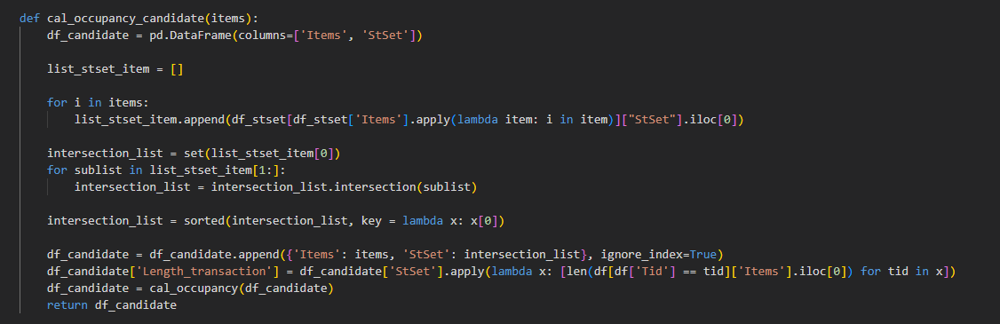 def cal_occupancy_candidate(items):
    df_candidate = pd.DataFrame(columns=['Items', 'StSet'])
    list_stset_item = []
    for i in items:
        list_stset_item.append(df_stset[df_stset['Items'].apply(lambda item: i in item)]["StSet"].iloc[0])
    intersection_list = set(list_stset_item[0])
    for sublist in list_stset_item[1:]:
        intersection_list = intersection_list.intersection(sublist)
    intersection_list = sorted(intersection_list, key = lambda x: x[0])
    df_candidate = df_candidate.append({'Items': items, 'StSet': intersection_list}, ignore_index=True)
    df_candidate['Length_transaction'] = df_candidate['StSet'].apply(lambda x: [len(df[df['Tid'] == tid]['Items'].iloc[0]) for tid in x])
    df_candidate = cal_occupancy(df_candidate)
    return df_candidate